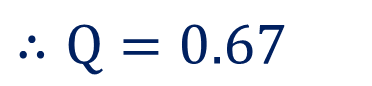 ∴ Q = 0.67